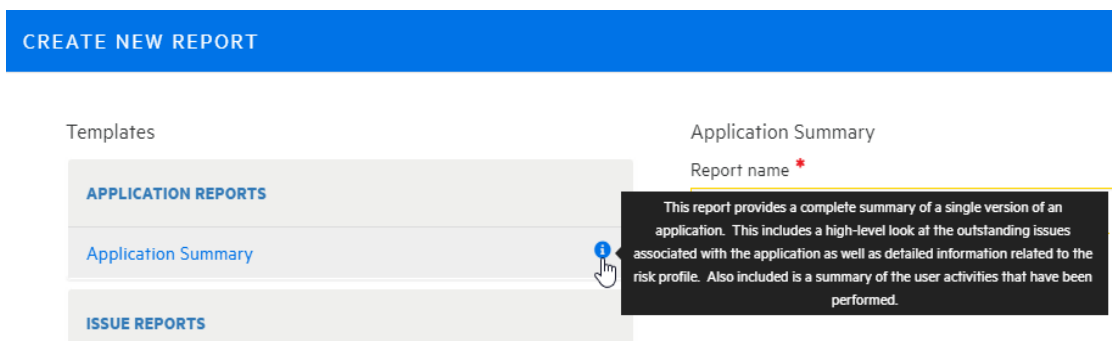 CREATE NEW REPORT
Templates
APPLICATION REPORTS
Application Summary
ISSUE REPORTS
Application Summary
Report name *
This report provides a complete summary of a single version of an
application. This includes a high-level look at the outstanding issues
associated with the application as well as detailed information related to the
risk profile. Also included is a summary of the user activities that have been
performed.